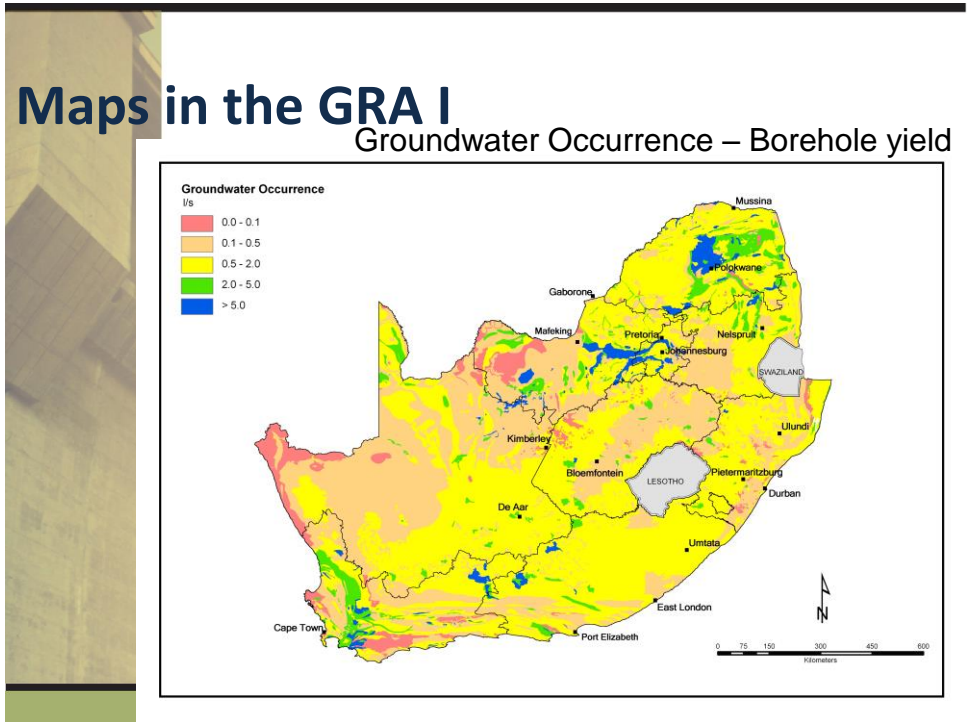 Maps in the GRA I
Groundwater Occurrence – Borehole yield
Groundwater Occurrence
l/s
0.0 - 0.1
0.1 - 0.5
0.5 - 2.0
2.0 - 5.0
> 5.0
Mussina
Polokwane
Gaborone
Mafeking
Pretoria
Nelspruit
Johannesburg
SWAZILAND
Ulundi
Kimberley
Bloemfontein
LESOTHO
Pietermaritzburg
Durban
De Aar
Umtata
East London
Cape Town
Port Elizabeth
N
0 75 150 300 450 600
Kilometers